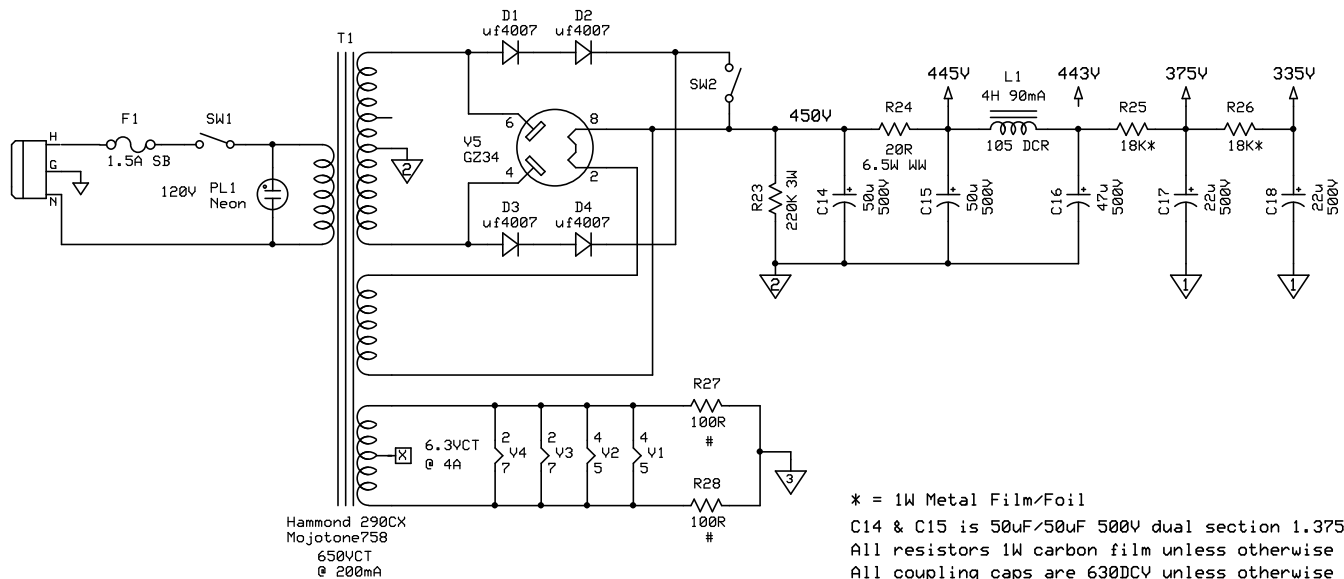 T1
D1
uf4007
D2
uf4007
SW2
6
8
V5
GZ34
4
2
2
D3
uf4007
D4
uf4007
H
G
N
F1
1.5A SB
SW1
120V
PL1
Neon
450V
R24
20R
6.5W WW
445V
L1
4H 90mA
105 DCR
443V
R25
18K*
375V
R26
18K*
335V
R23
220K 3W
C14
50u
500V
+
C15
50u
500V
+
C16
47u
500V
+
C17
22u
500V
+
C18
22u
500V
+
2
1
1
X
6.3VCT
@ 4A
2
V4
7
2
V3
7
4
V2
5
4
V1
5
R27
100R
#
R28
100R
#
3
Hammond 290CX
Mojotone758
650VCT
@ 200mA
* = 1W Metal Film/Foil
C14 & C15 is 50uF/50uF 500V dual section 1.375
All resistors 1W carbon film unless otherwise
All coupling caps are 630DCV unless otherwise